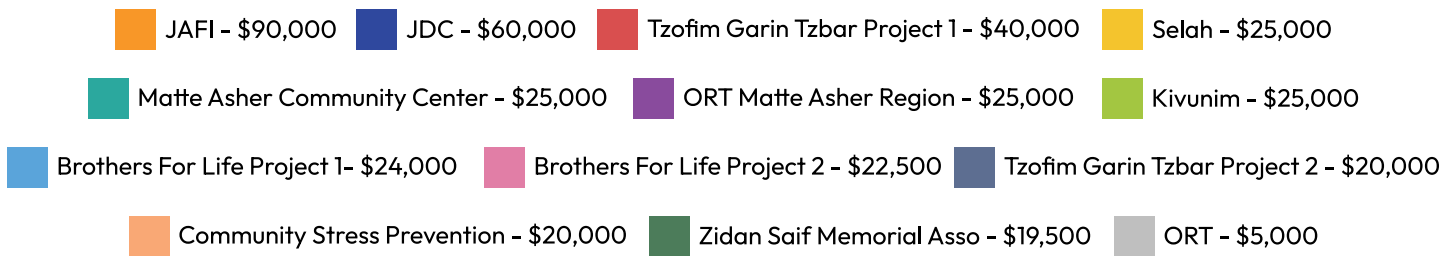 JAFI - $90,000 JDC - $60,000 Tzofim Garin Tzbar Project 1 - $40,000 Selah - $25,000
Matte Asher Community Center - $25,000 ORT Matte Asher Region - $25,000 Kivunim - $25,000
Brothers For Life Project 1- $24,000 Brothers For Life Project 2 - $22,500 Tzofim Garin Tzbar Project 2 - $20,000
Community Stress Prevention - $20,000 Zidan Saif Memorial Asso - $19,500 ORT - $5,000